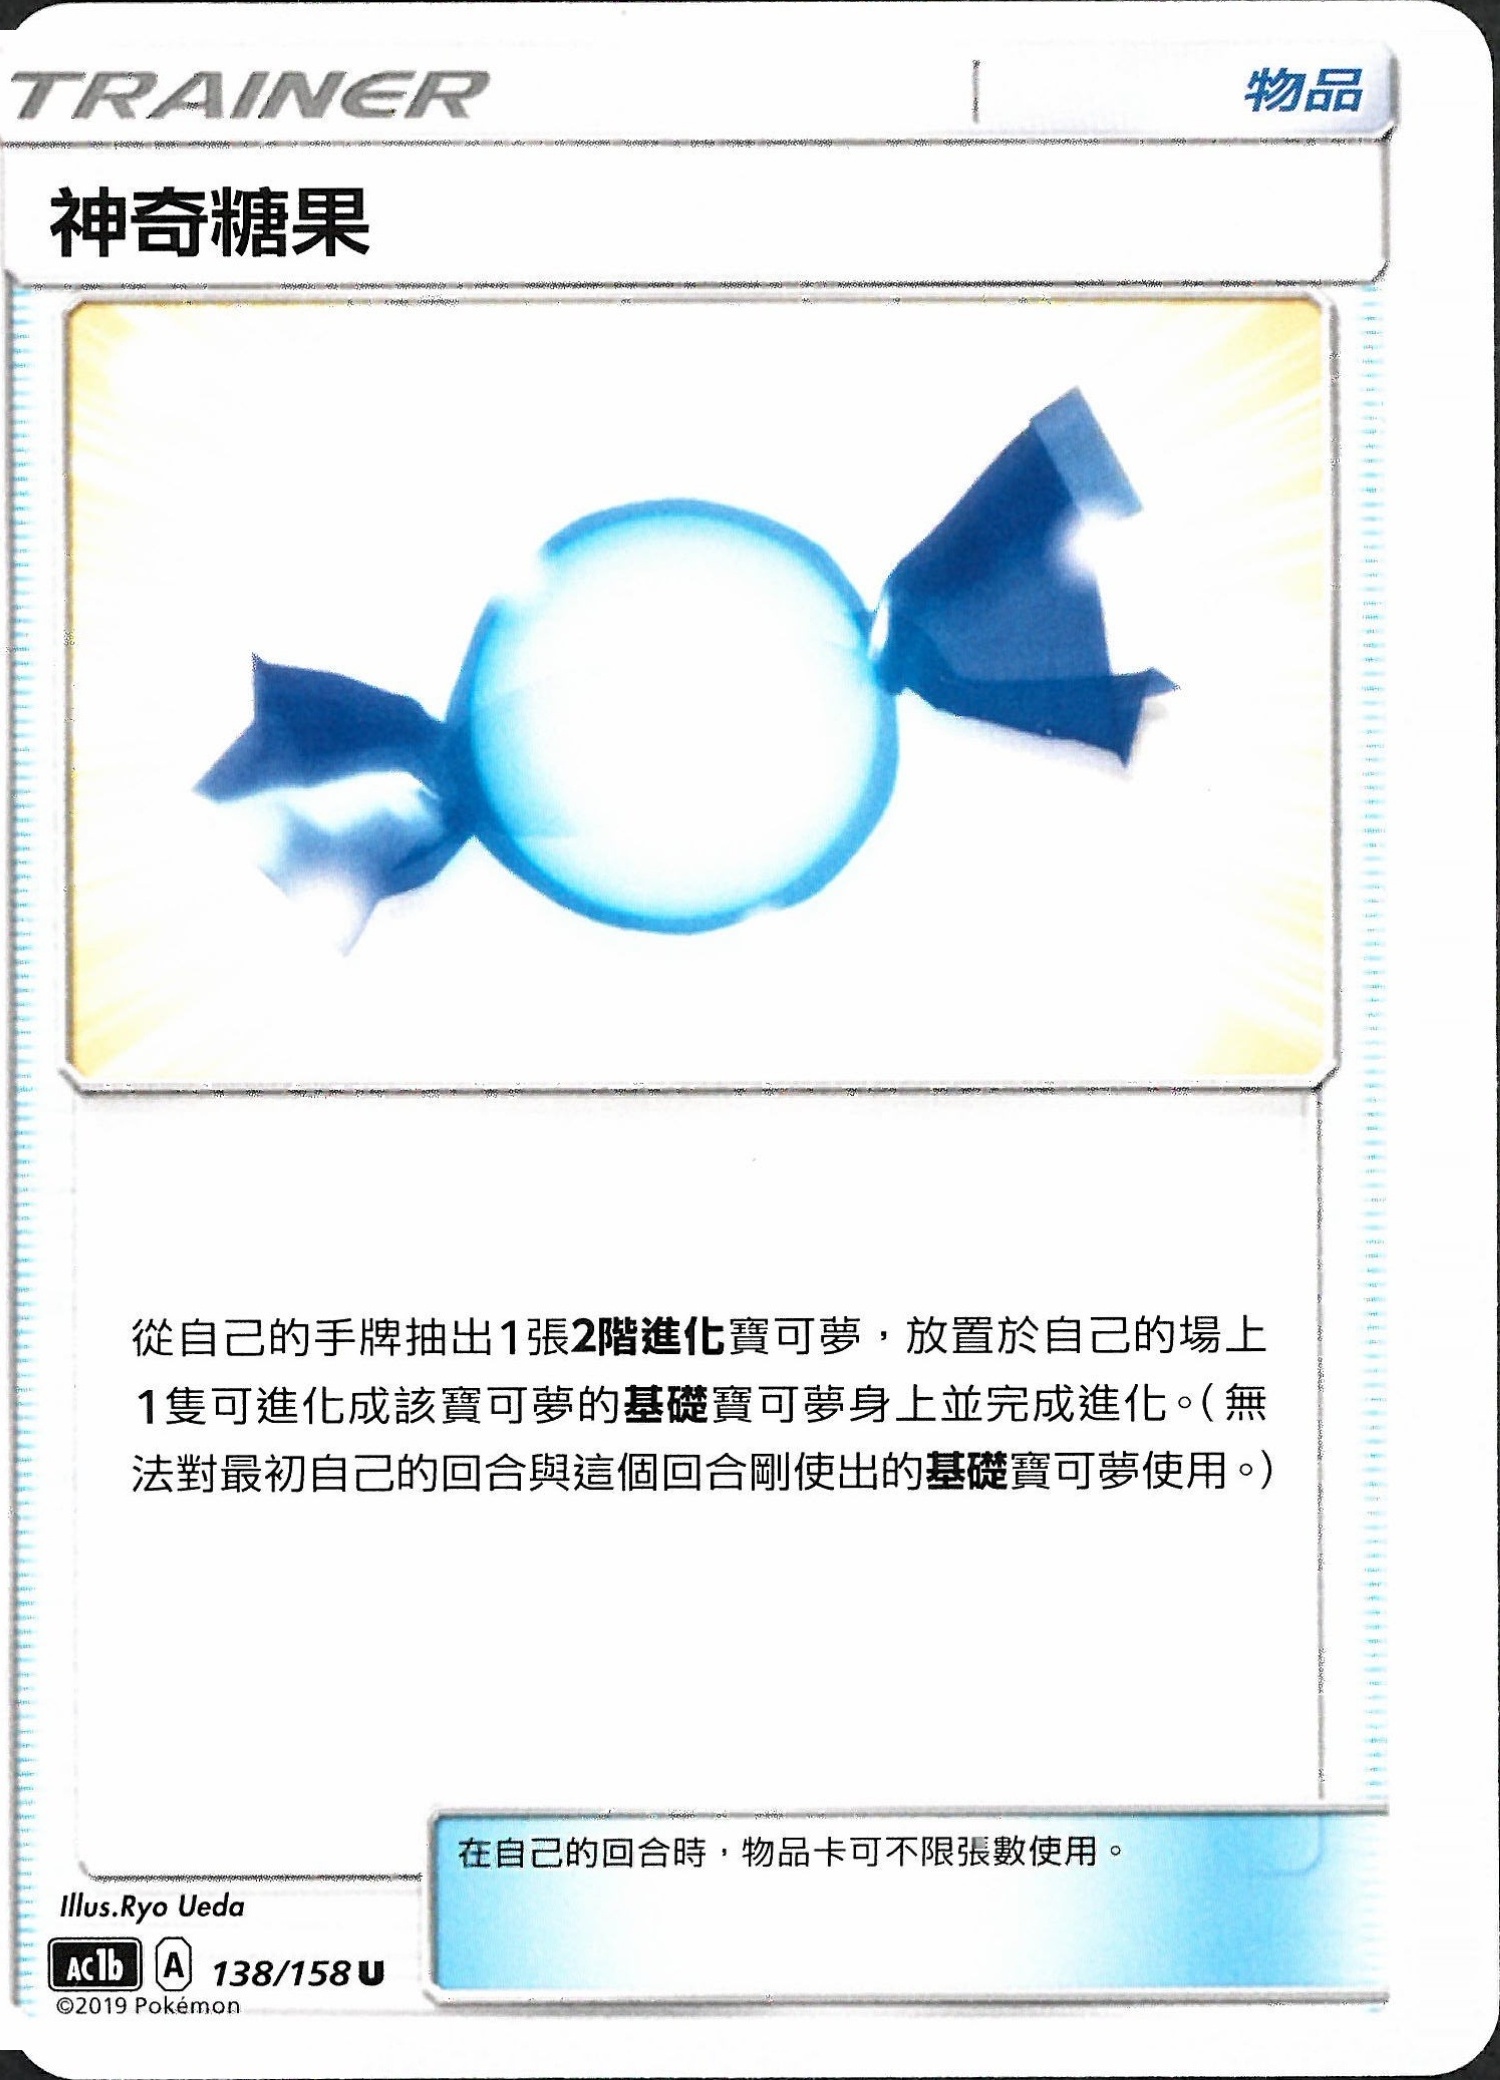 TRAINER
物品
神奇糖果
從自己的手牌抽出1張2階進化寶可夢，放置於自己的場上
1隻可進化成該寶可夢的基礎寶可夢身上並完成進化。（無
法對最初自己的回合與這個回合剛使出的基礎寶可夢使用。）
在自己的回合時，物品卡可不限張數使用。
Illus.Ryo Ueda
AC1b A 138/158 U
©2019 Pokémon